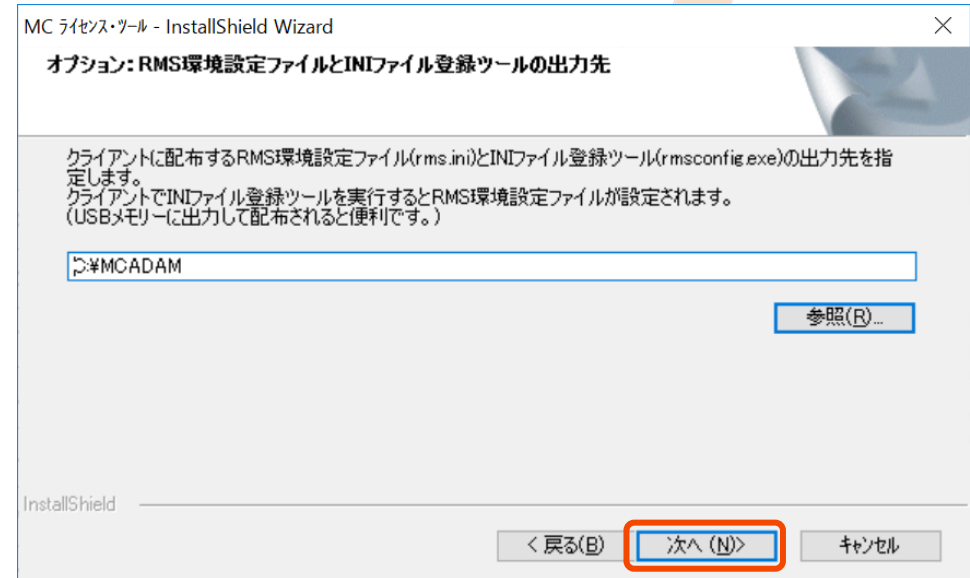 MC ﾗｲｾﾝｽ・ﾂｰﾙ - InstallShield Wizard
オプション：RMS環境設定ファイルとINIファイル登録ツールの出力先
クライアントに配布するRMS環境設定ファイル(rms.ini)とINIファイル登録ツール(rmsconfig.exe)の出力先を指
定します。
クライアントでINIファイル登録ツールを実行するとRMS環境設定ファイルが設定されます。
(USBメモリーに出力して配布されると便利です。)
C:¥MCADAM
参照(R)...
InstallShield
< 戻る(B)
次へ (N)>
ｷｬﾝｾﾙ